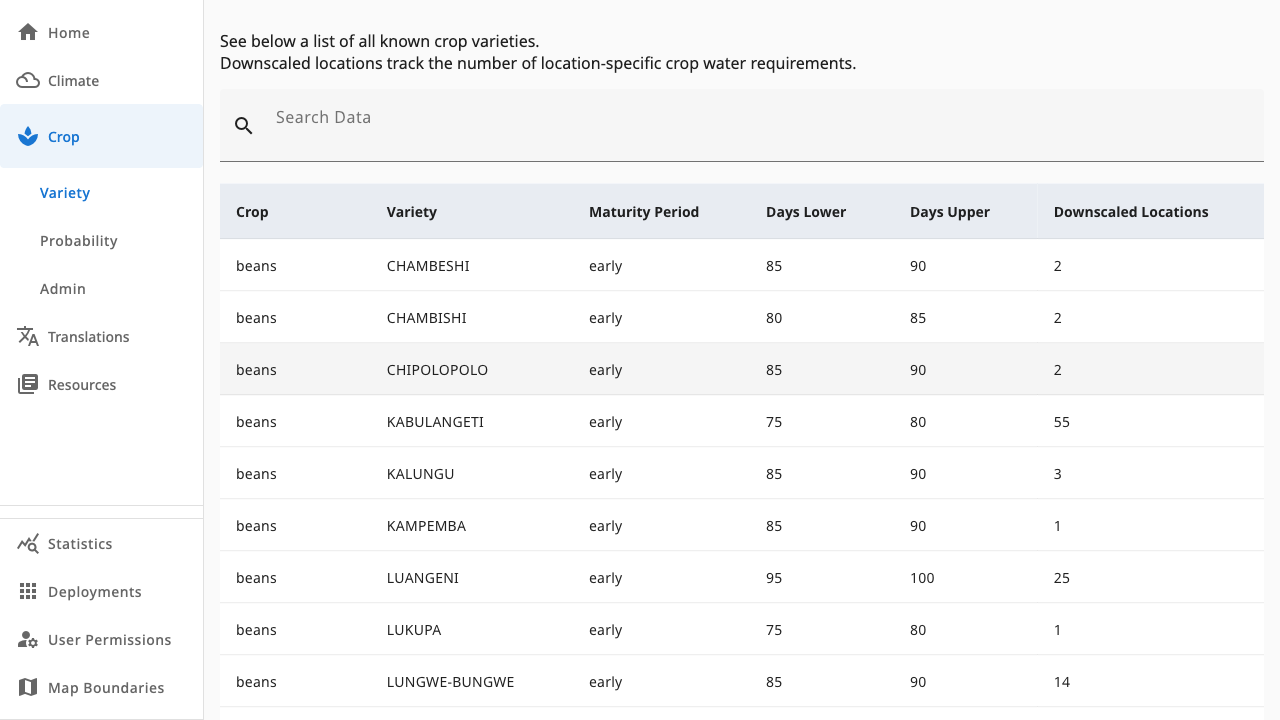 Home
Climate
Crop
Variety
Probability
Admin
Translations
Resources
Statistics
Deployments
User Permissions
Map Boundaries
See below a list of all known crop varieties.
Downscaled locations track the number of location-specific crop water requirements.
Search Data
Crop Variety Maturity Period Days Lower Days Upper Downscaled Locations
beans CHAMBESHI early 85 90 2
beans CHAMBISHI early 80 85 2
beans CHIPOLOPOLO early 85 90 2
beans KABULANGETI early 75 80 55
beans KALUNGU early 85 90 3
beans KAMPEMBA early 85 90 1
beans LUANGENI early 95 100 25
beans LUKUPA early 75 80 1
beans LUNGWE-BUNGWE early 85 90 14